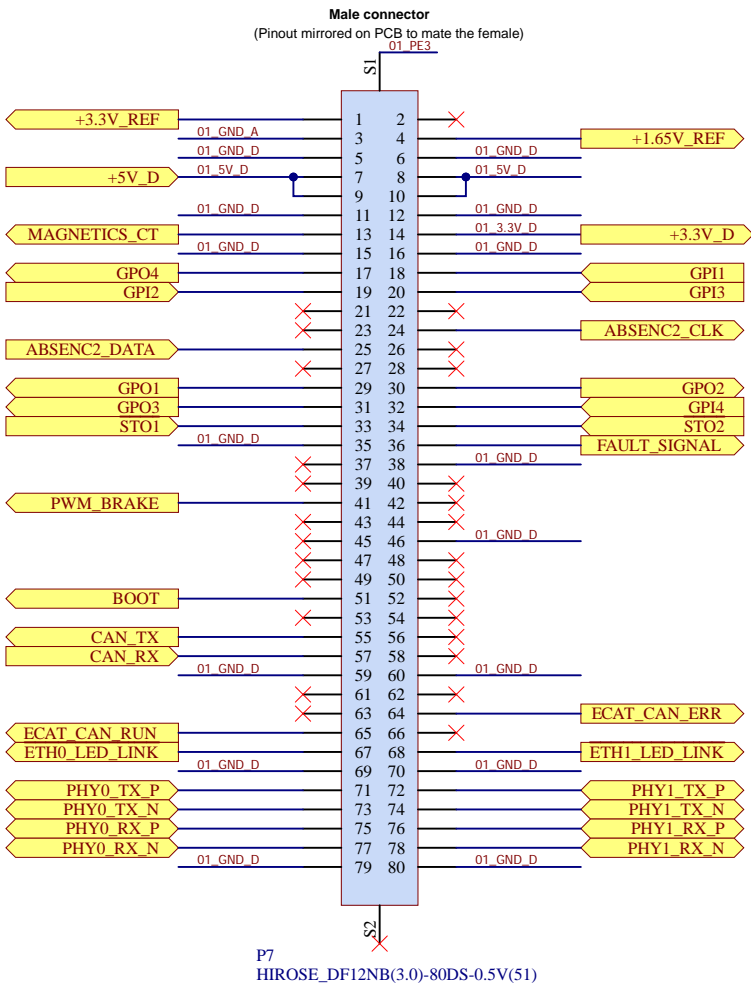 Male connector
(Pinout mirrored on PCB to mate the female)
01_PE3
S1
+3.3V_REF 1 2
01_GND_A 3 4 +1.65V_REF
01_GND_D 5 6 01_GND_D
+5V_D 01_5V_D 7 8 01_5V_D
9 10
01_GND_D 11 12 01_GND_D
MAGNETICS_CT 13 14 01_3.3V_D +3.3V_D
01_GND_D 15 16 01_GND_D
GPO4 17 18 GPI1
GPI2 19 20 GPI3
21 22
23 24 ABSENC2_CLK
ABSENC2_DATA 25 26
27 28
GPO1 29 30 GPO2
GPO3 31 32 GPI4
STO1 33 34 STO2
01_GND_D 35 36 FAULT_SIGNAL
37 38 01_GND_D
39 40
PWM_BRAKE 41 42
43 44
45 46 01_GND_D
47 48
49 50
BOOT 51 52
53 54
CAN_TX 55 56
CAN_RX 57 58
01_GND_D 59 60 01_GND_D
61 62
63 64 ECAT_CAN_ERR
ECAT_CAN_RUN 65 66
ETH0_LED_LINK 67 68 ETH1_LED_LINK
01_GND_D 69 70 01_GND_D
PHY0_TX_P 71 72 PHY1_TX_P
PHY0_TX_N 73 74 PHY1_TX_N
PHY0_RX_P 75 76 PHY1_RX_P
PHY0_RX_N 77 78 PHY1_RX_N
01_GND_D 79 80 01_GND_D
S2
P7
HIROSE_DF12NB(3.0)-80DS-0.5V(51)